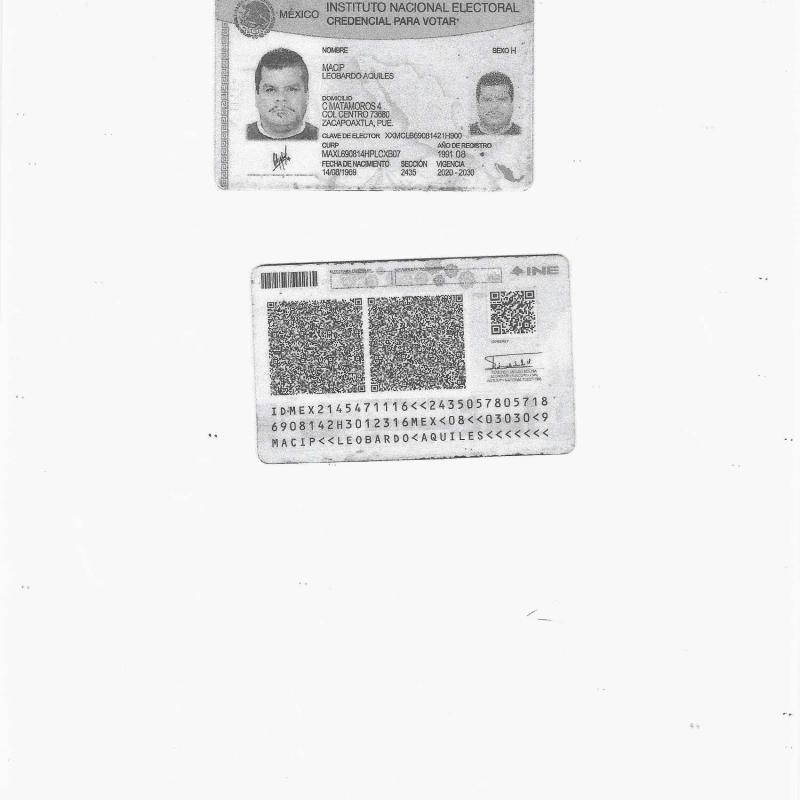 MÉXICO INSTITUTO NACIONAL ELECTORAL
CREDENCIAL PARA VOTAR
NOMBRE
SEXO H
MACIP
LEOBARDO AQUILES
DOMICILIO
C MATAMOROS 4
COL CENTRO 73680
ZACAPOAXTLA, PUE.
CLAVE DE ELECTOR XXMCLB69081421H900
CURP AÑO DE REGISTRO
MAXL690814HPLCXB07 1991 08
FECHA DE NACIMIENTO SECCIÓN VIGENCIA
14/08/1969 2435 2020 - 2030
INE
IDMEX2145471116<<2435057805718
6908142H3012316MEX<08<<03030<9
MACIP<<LEOBARDO<AQUILES<<<<<<<